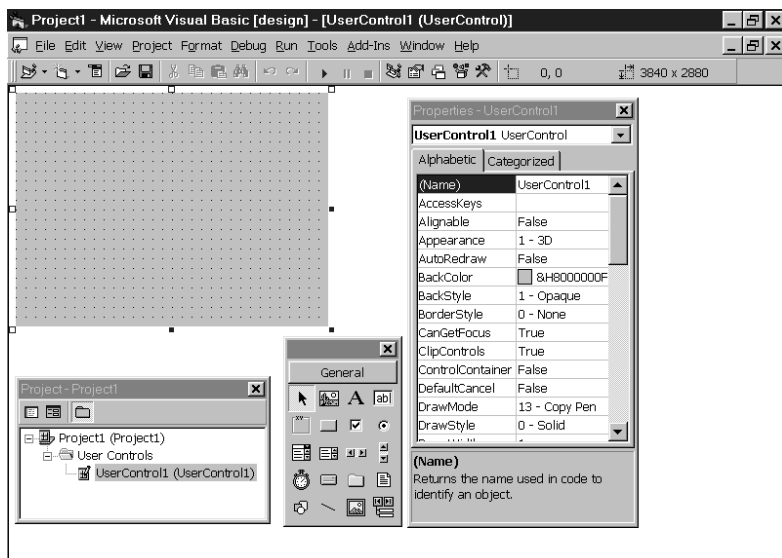 Project1 - Microsoft Visual Basic [design] - [UserControl1 (UserControl)]
File Edit View Project Format Debug Run Tools Add-Ins Window Help
0, 0
3840 x 2880
Properties - UserControl1
UserControl1 UserControl
Alphabetic Categorized
(Name) UserControl1
AccessKeys
Alignable False
Appearance 1 - 3D
AutoRedraw False
BackColor &H8000000F
BackStyle 1 - Opaque
BorderStyle 0 - None
CanGetFocus True
ClipControls True
ControlContainer False
DefaultCancel False
DrawMode 13 - Copy Pen
DrawStyle 0 - Solid
(Name)
Returns the name used in code to
identify an object.
General
A
ab
xv
Project - Project1
Project1 (Project1)
User Controls
UserControl1 (UserControl1)